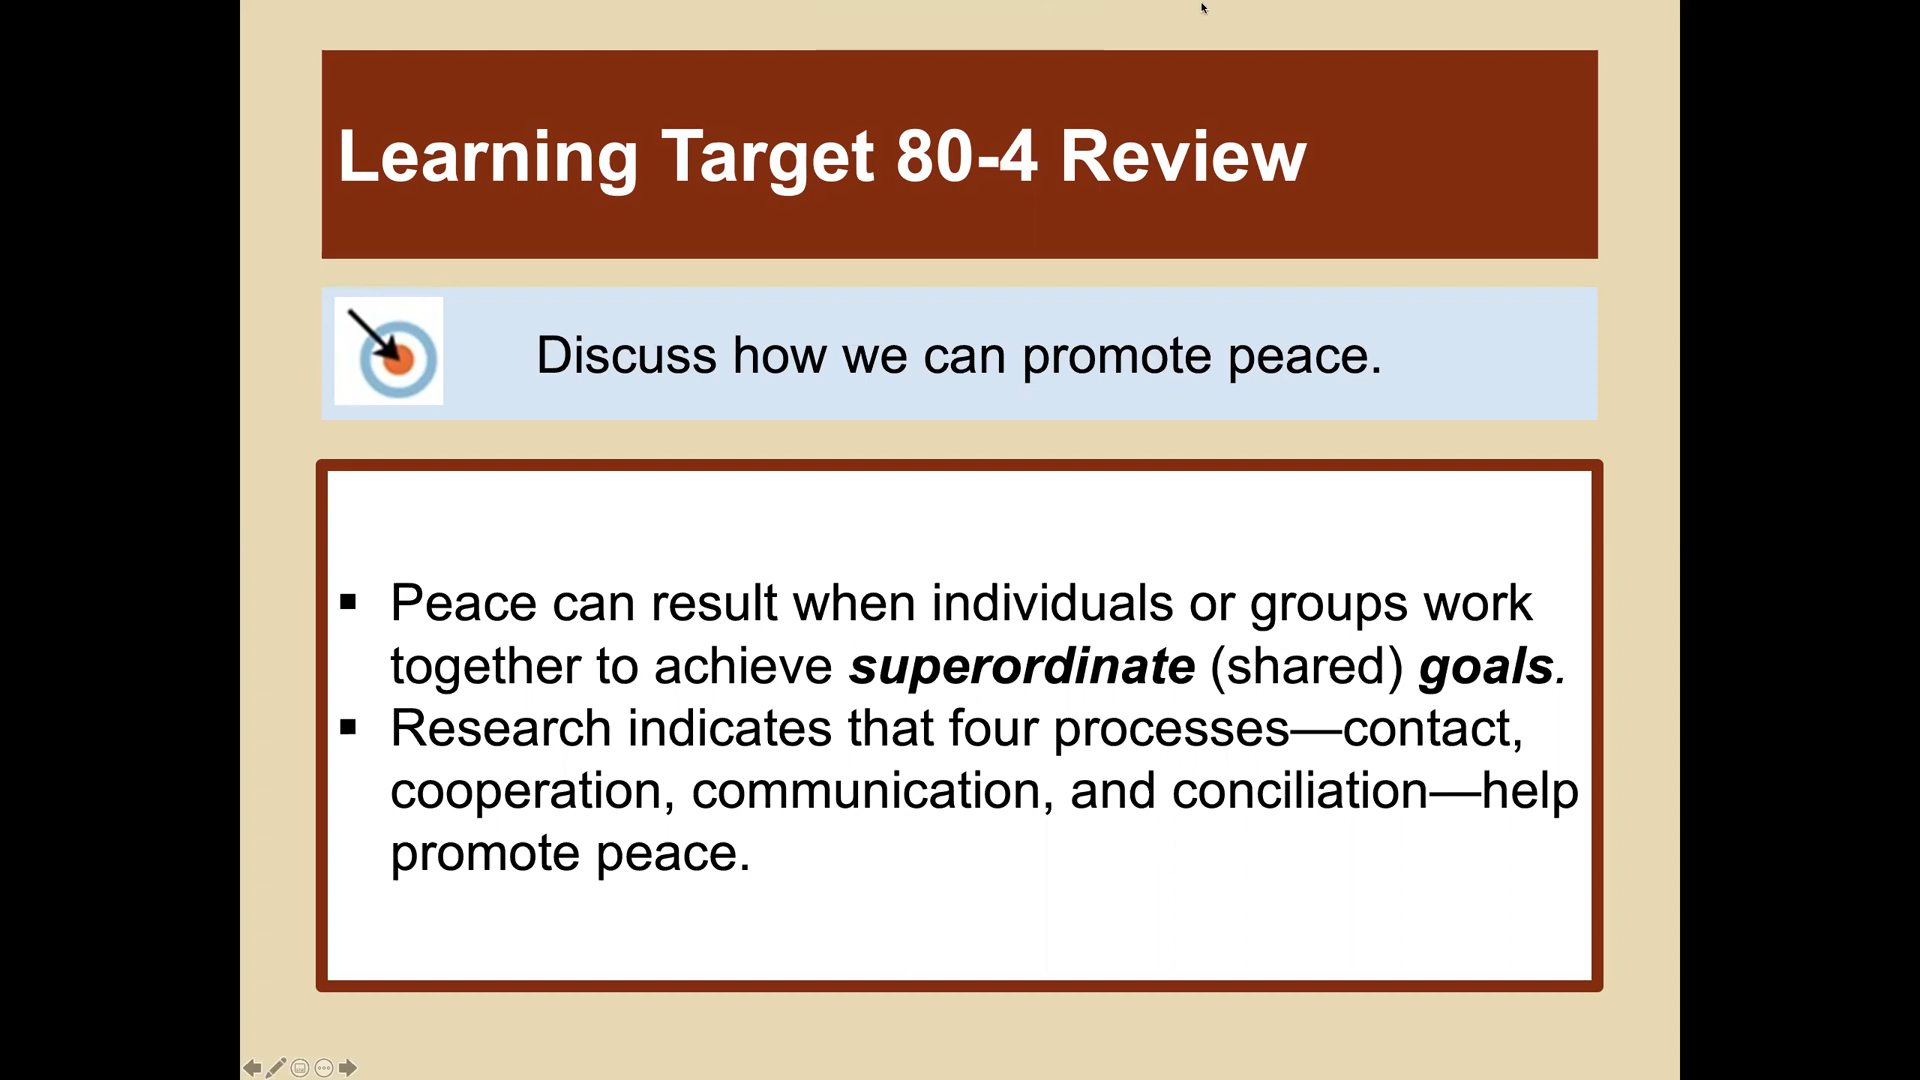 Learning Target 80-4 Review
Discuss how we can promote peace.
▪ Peace can result when individuals or groups work
together to achieve superordinate (shared) goals.
▪ Research indicates that four processes—contact,
cooperation, communication, and conciliation—help
promote peace.